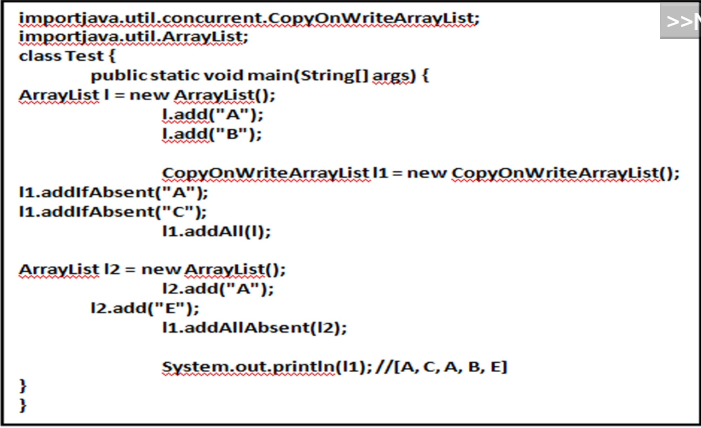 importjava.util.concurrent.CopyOnWriteArrayList;
importjava.util.ArrayList;
class Test {
public static void main(String[] args) {
ArrayList l = new ArrayList();
l.add("A");
l.add("B");
CopyOnWriteArrayList l1 = new CopyOnWriteArrayList();
l1.addIfAbsent("A");
l1.addIfAbsent("C");
l1.addAll(l);
ArrayList l2 = new ArrayList();
l2.add("A");
l2.add("E");
l1.addAllAbsent(l2);
System.out.println(l1); //[A, C, A, B, E]
}
}